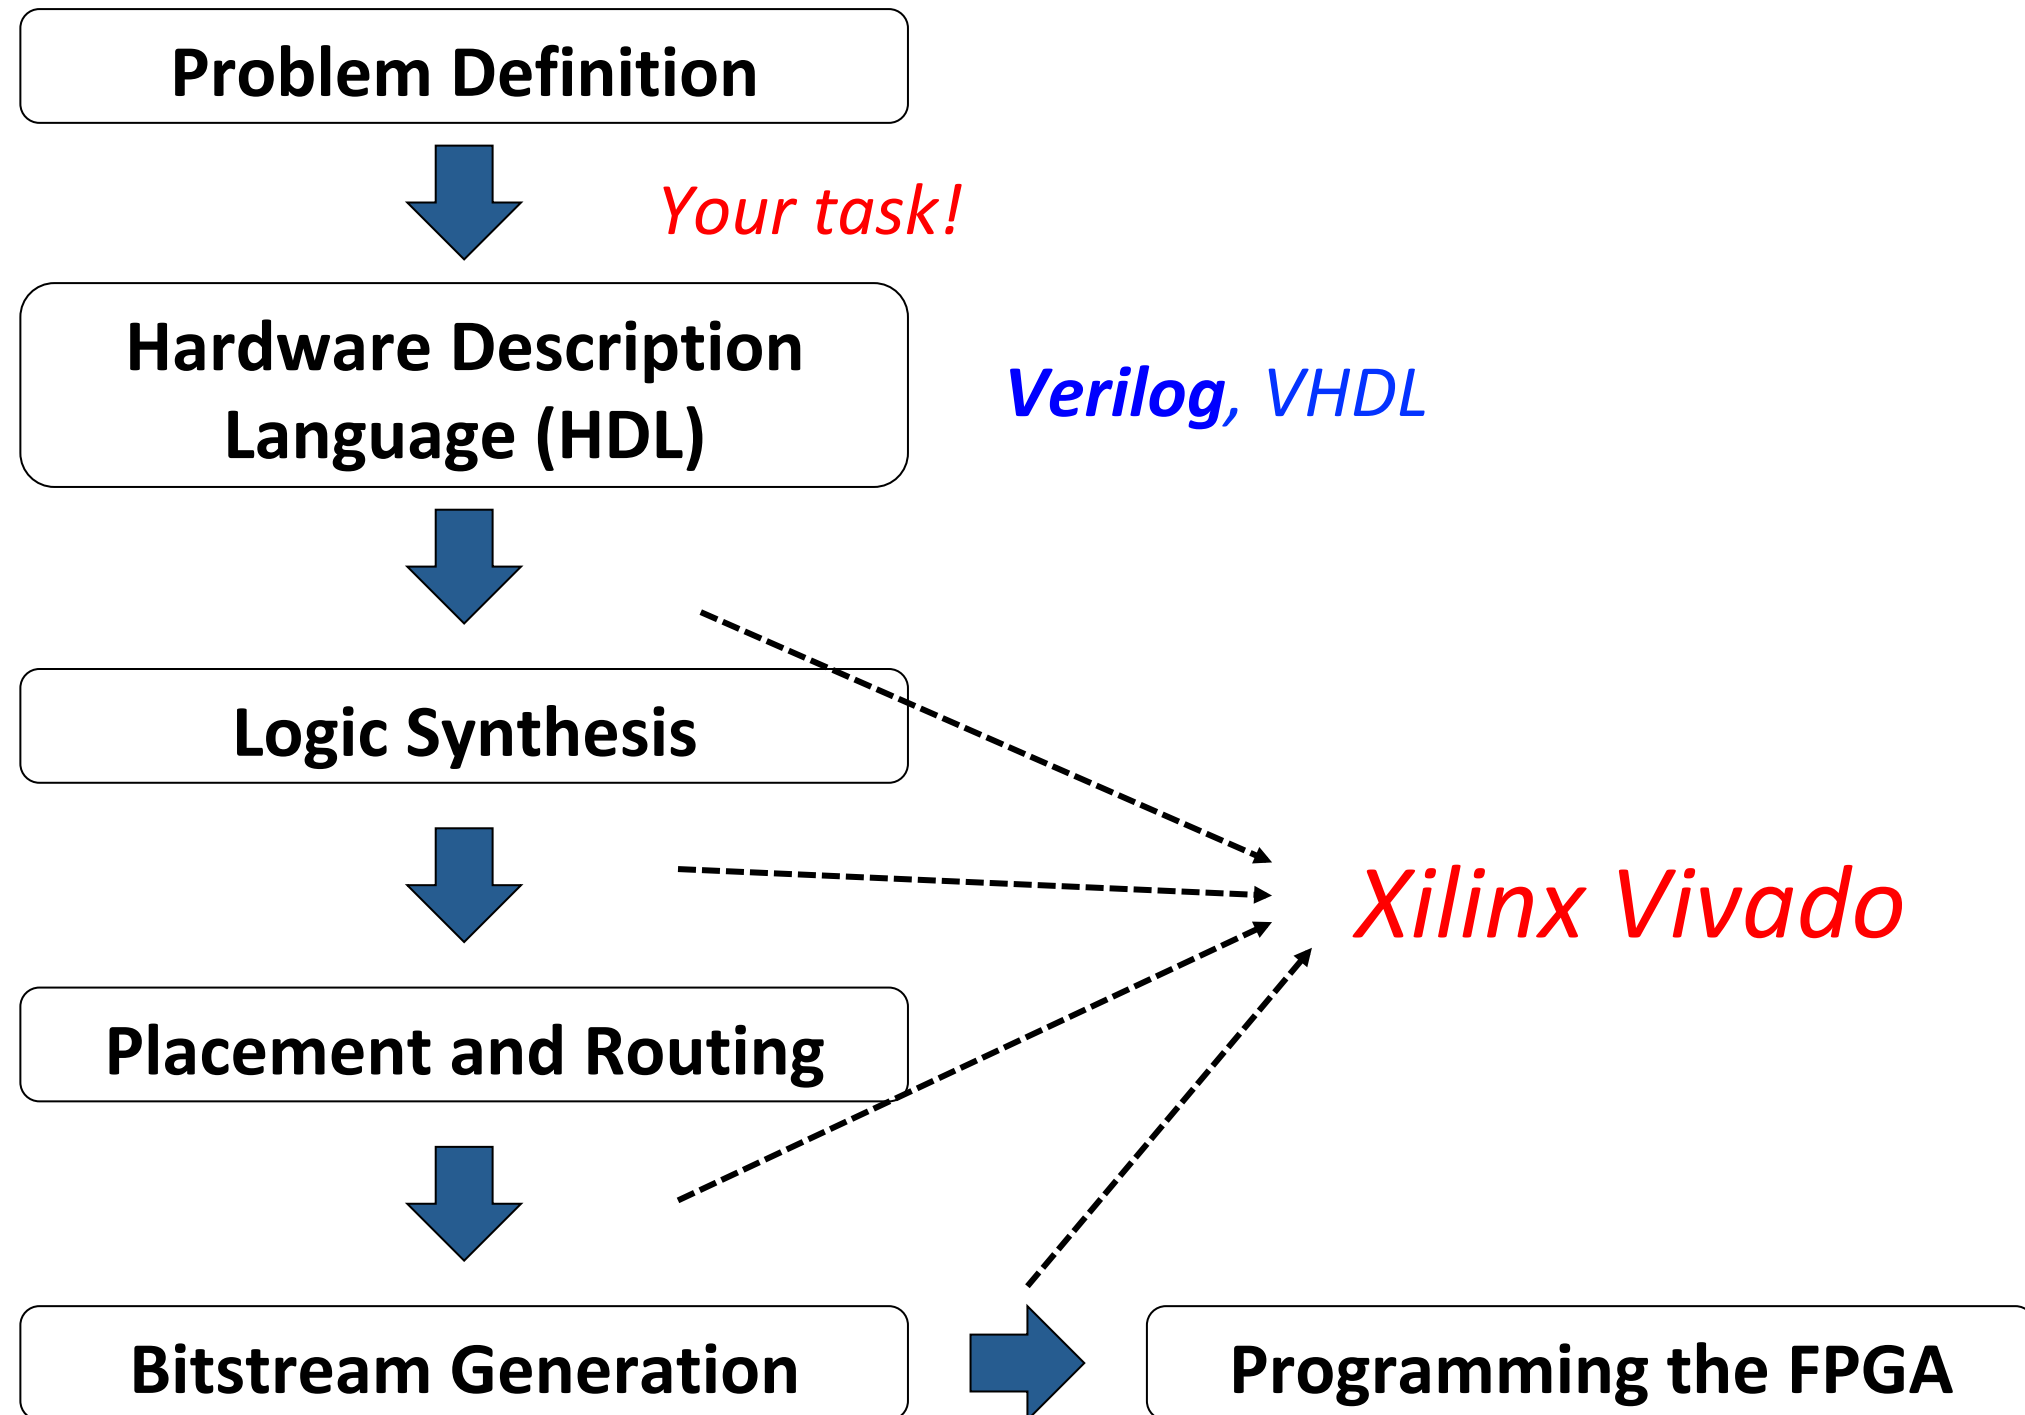 Problem Definition
Your task!
Hardware Description
Language (HDL)
Verilog, VHDL
Logic Synthesis
Xilinx Vivado
Placement and Routing
Bitstream Generation
Programming the FPGA